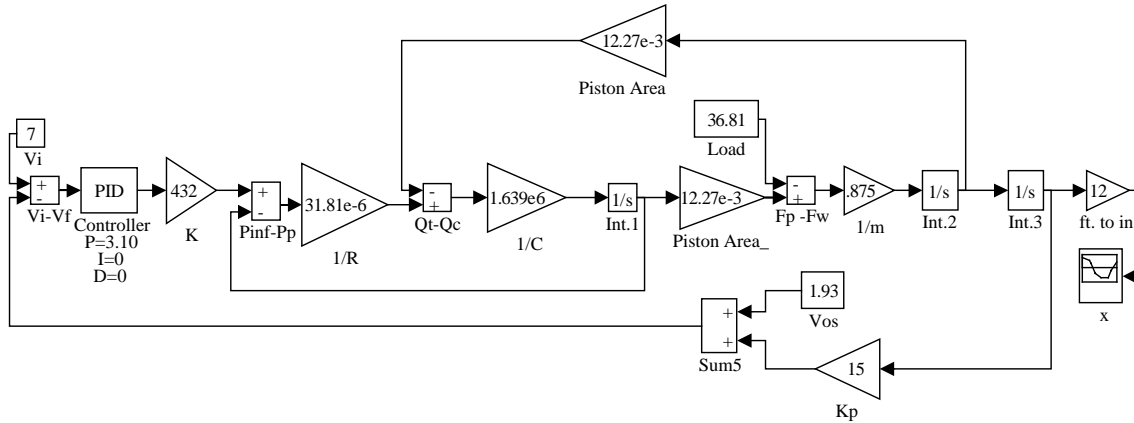 12.27e-3
Piston Area
7
Vi
+
-
Vi-Vf
PID
Controller
P=3.10
I=0
D=0
432
K
+
-
Pinf-Pp
31.81e-6
1/R
-
+
Qt-Qc
1.639e6
1/C
1/s
Int.1
12.27e-3
Piston Area_
36.81
Load
-
+
Fp -Fw
.875
1/m
1/s
Int.2
1/s
Int.3
12
ft. to in
x
1.93
Vos
+
+
Sum5
15
Kp